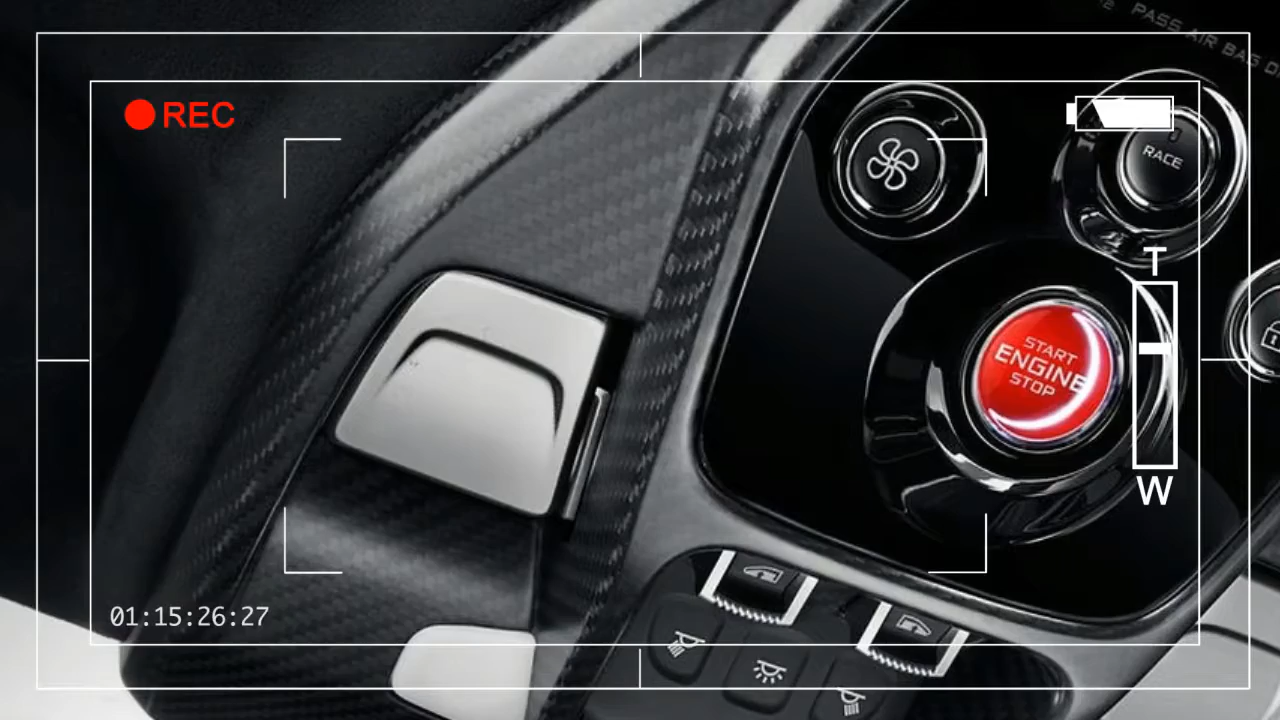 PASS AIR BAG
REC
RACE
T
START
ENGINE
STOP
W
01:15:26:27